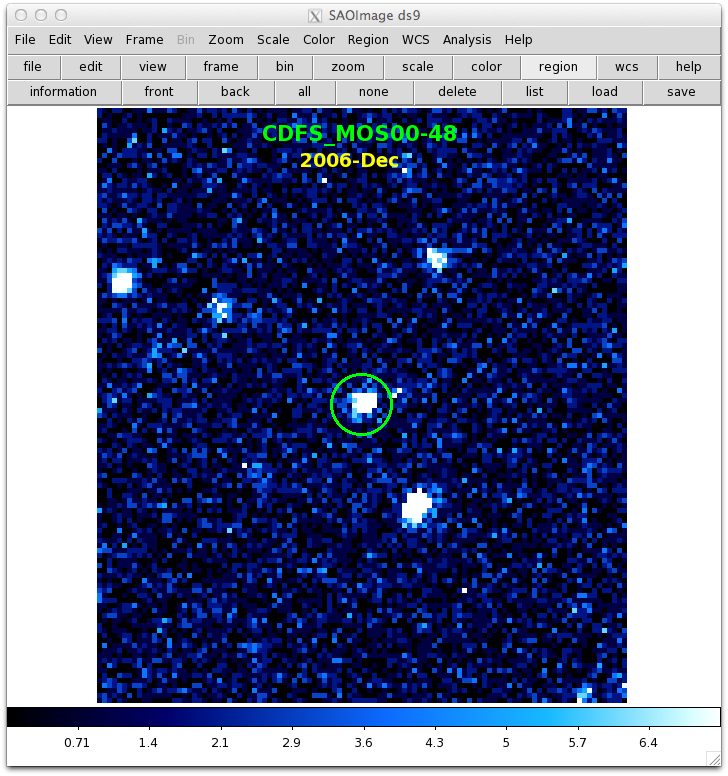 SAOImage ds9
File Edit View Frame Bin Zoom Scale Color Region WCS Analysis Help
file edit view frame bin zoom scale color region wcs help
information front back all none delete list load save
CDFS_MOS00-48
2006-Dec
0.71 1.4 2.1 2.9 3.6 4.3 5 5.7 6.4